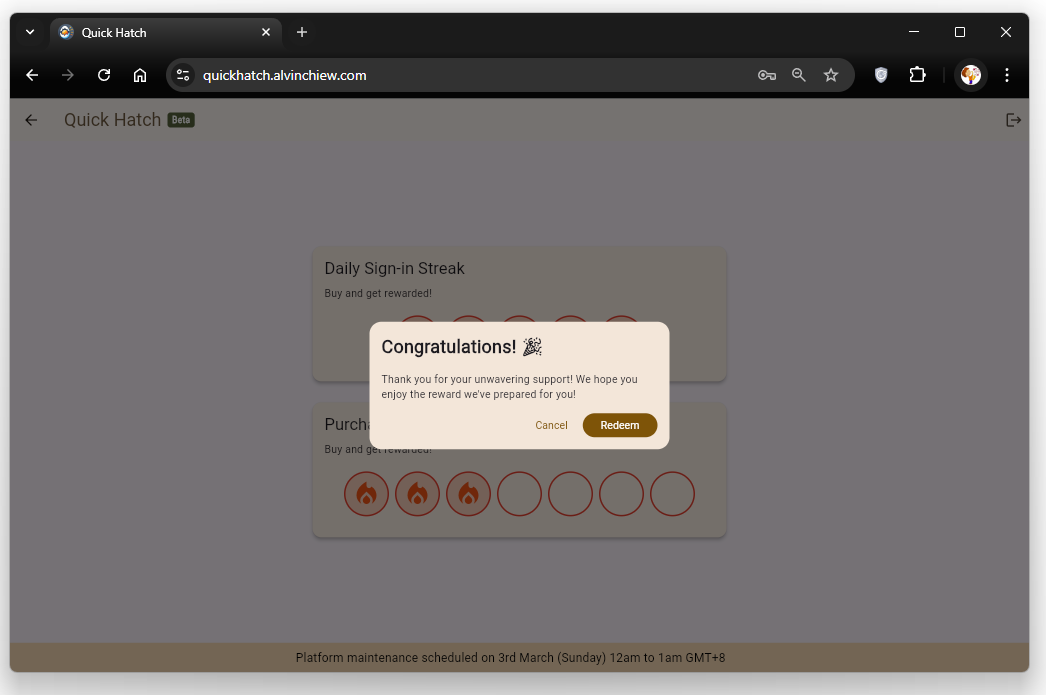 Quick Hatch
quickhatch.alvinchiew.com
Quick Hatch Beta
Daily Sign-in Streak
Buy and get rewarded!
Congratulations! 🎉
Thank you for your unwavering support! We hope you
enjoy the reward we've prepared for you!
Cancel Redeem
Purcha
Buy and get rewarded!
Platform maintenance scheduled on 3rd March (Sunday) 12am to 1am GMT+8